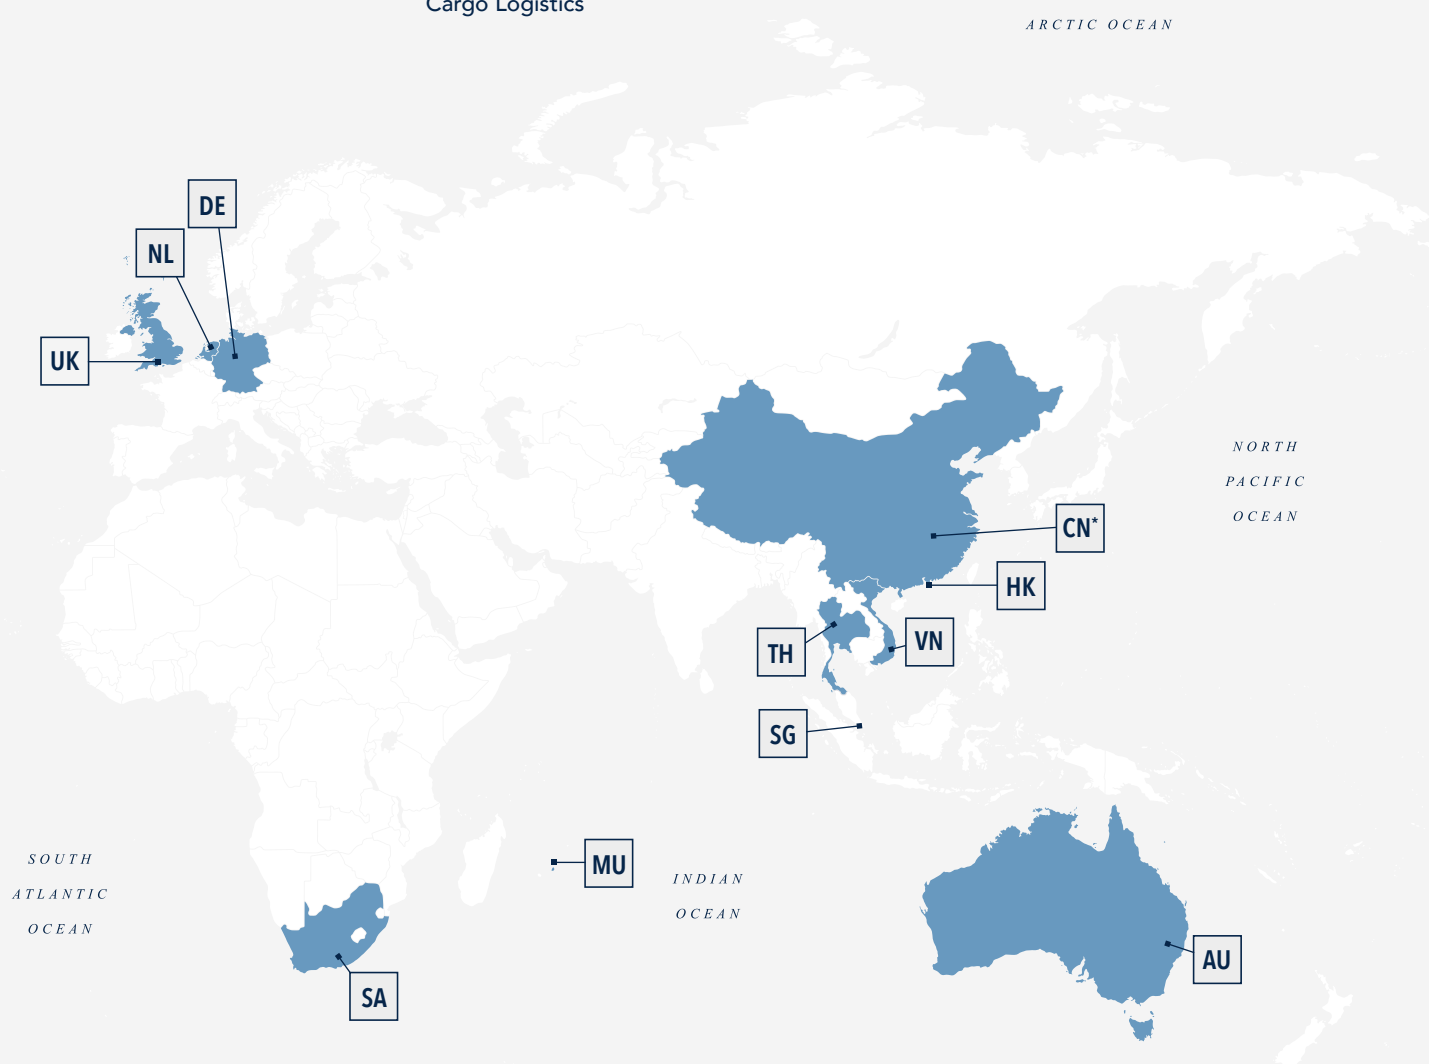 Cargo Logistics
ARCTIC OCEAN
DE
NL
UK
NORTH
PACIFIC
OCEAN
CN*
HK
VN
TH
SG
MU
SOUTH
ATLANTIC
OCEAN
INDIAN
OCEAN
AU
SA